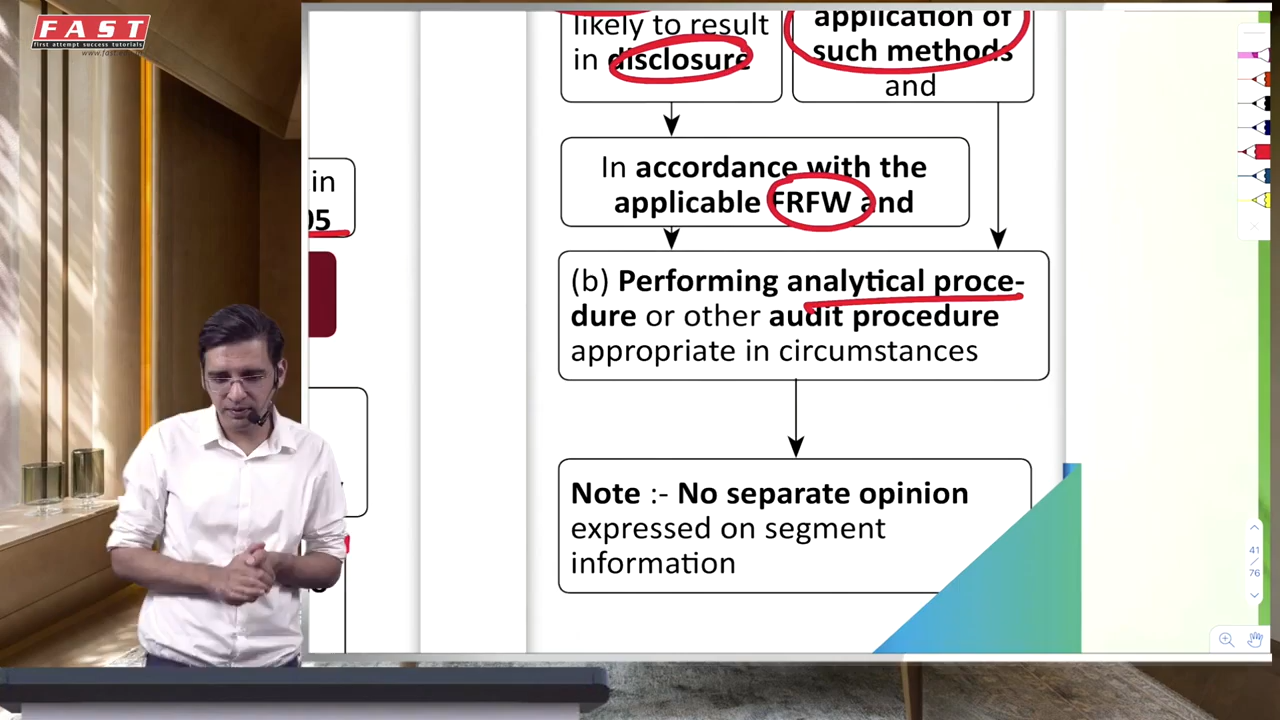 FAST
first attempt success tutorials
likely to result
in disclosure
application of
such methods
and
in
05
In accordance with the
applicable FRFW and
(b) Performing analytical proce-
dure or other audit procedure
appropriate in circumstances
Note :- No separate opinion
expressed on segment
information
41
/
76